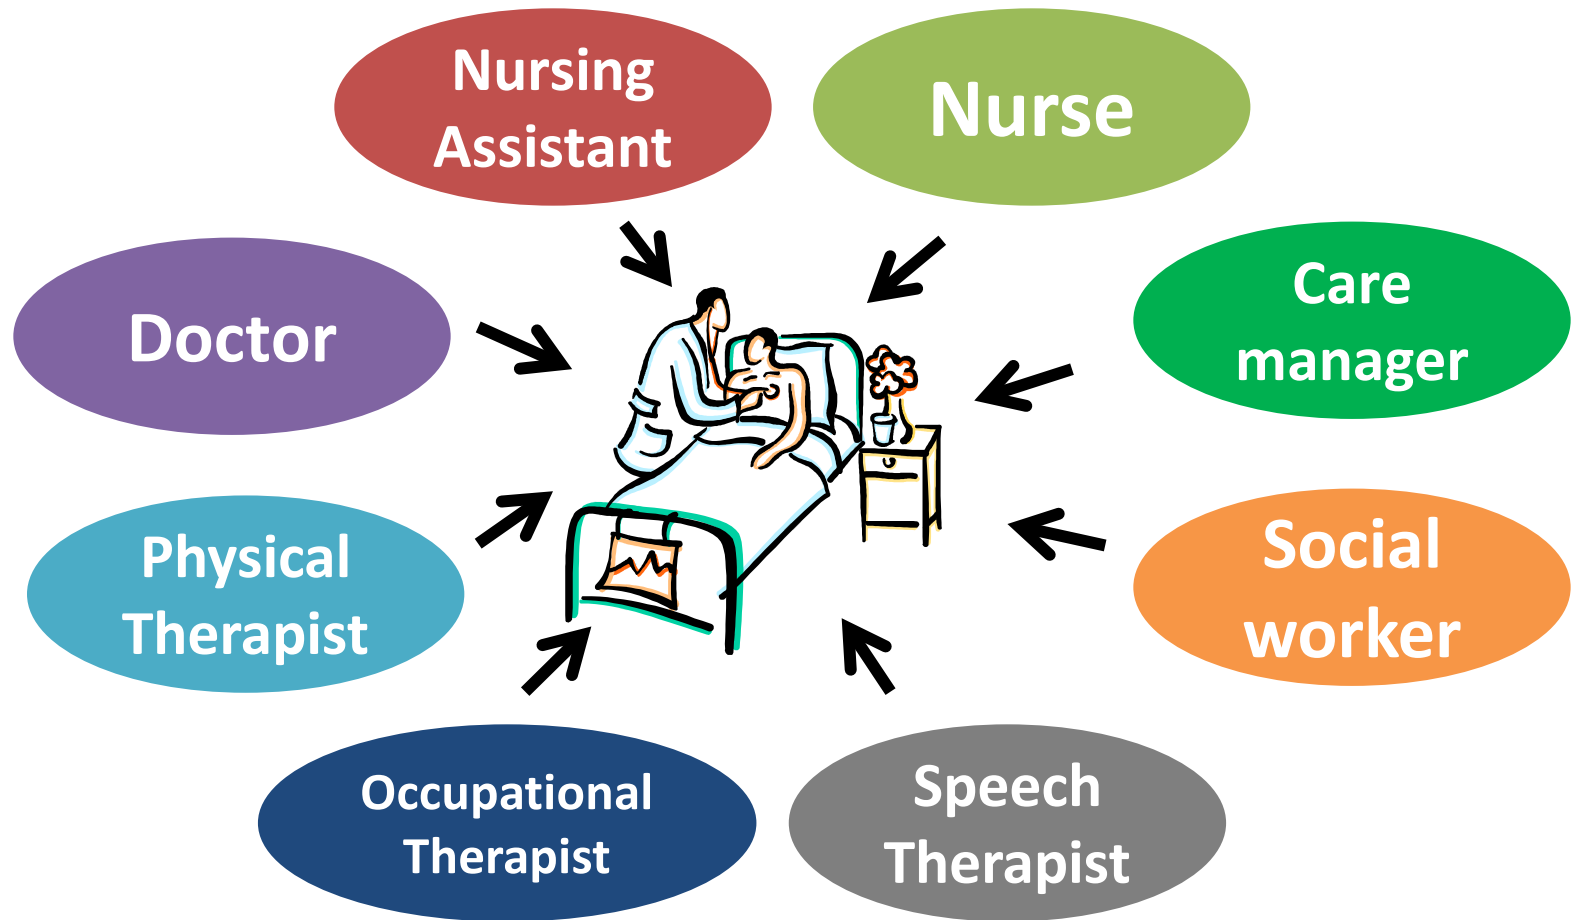 Nursing
Assistant
Nurse
Doctor
Care
manager
Physical
Therapist
Social
worker
Occupational
Therapist
Speech
Therapist